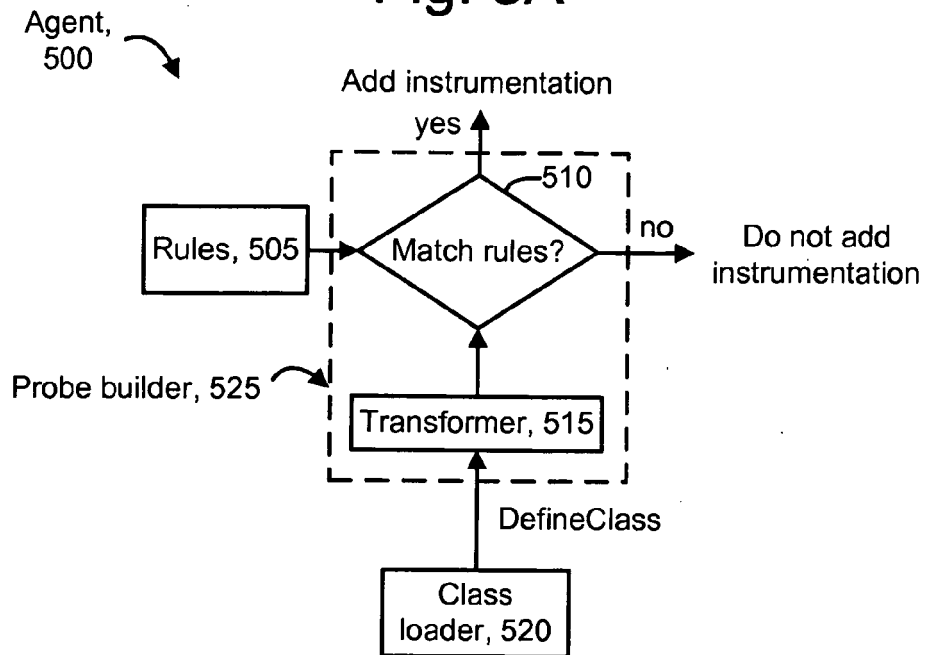 Agent,
500
Add instrumentation
yes
510
Rules, 505
Match rules?
no
Do not add
instrumentation
Probe builder, 525
Transformer, 515
DefineClass
Class
loader, 520